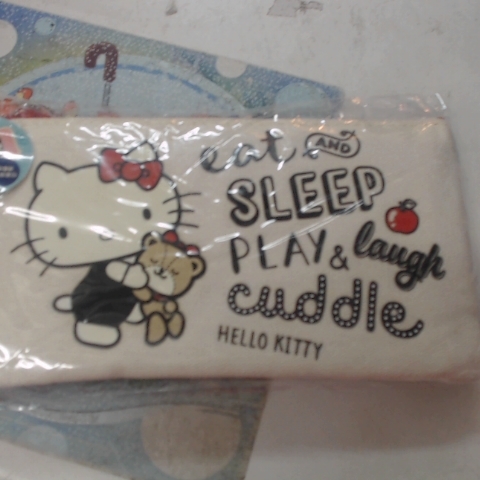 eat AND
SLEEP
PLAY & laugh
cuddle
HELLO KITTY